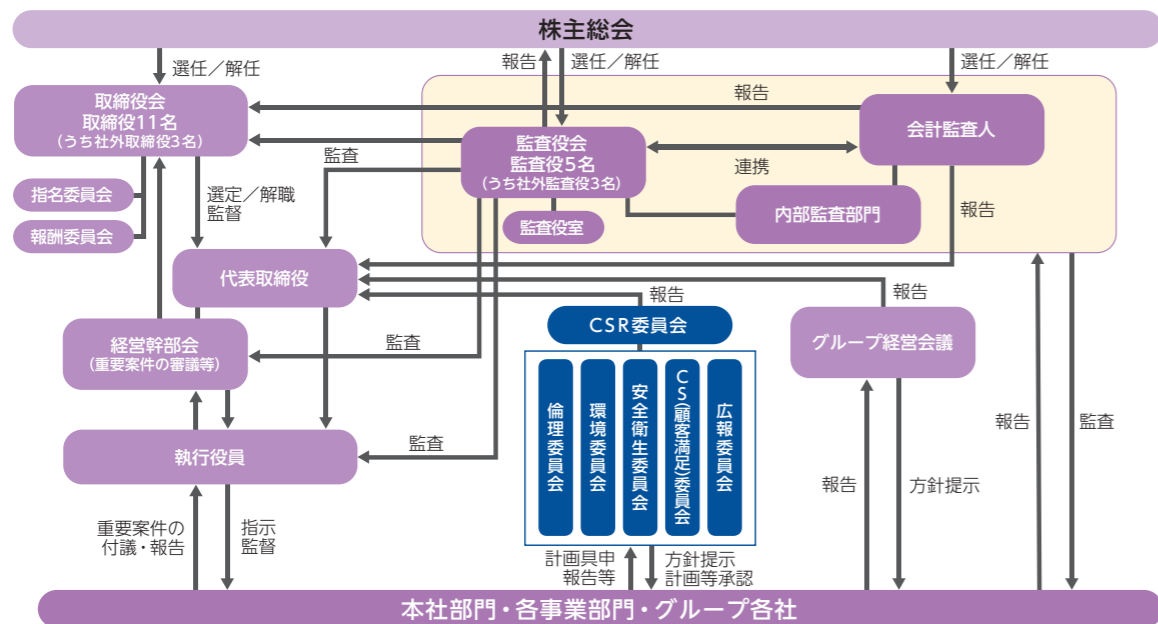 株主総会
選任／解任
報告
選任／解任
選任／解任
取締役会
取締役11名
（うち社外取締役3名）
報告
会計監査人
監査役会
監査役5名
（うち社外監査役3名）
監査
連携
指名委員会
報酬委員会
選定／解職
監督
監査役室
内部監査部門
報告
代表取締役
報告
報告
CSR委員会
グループ経営会議
経営幹部会
（重要案件の審議等）
監査
倫理委員会
環境委員会
安全衛生委員会
CS(顧客満足)委員会
広報委員会
執行役員
監査
報告
監査
報告
方針提示
重要案件の
付議・報告
指示
監督
計画具申
報告等
方針提示
計画等承認
本社部門・各事業部門・グループ各社